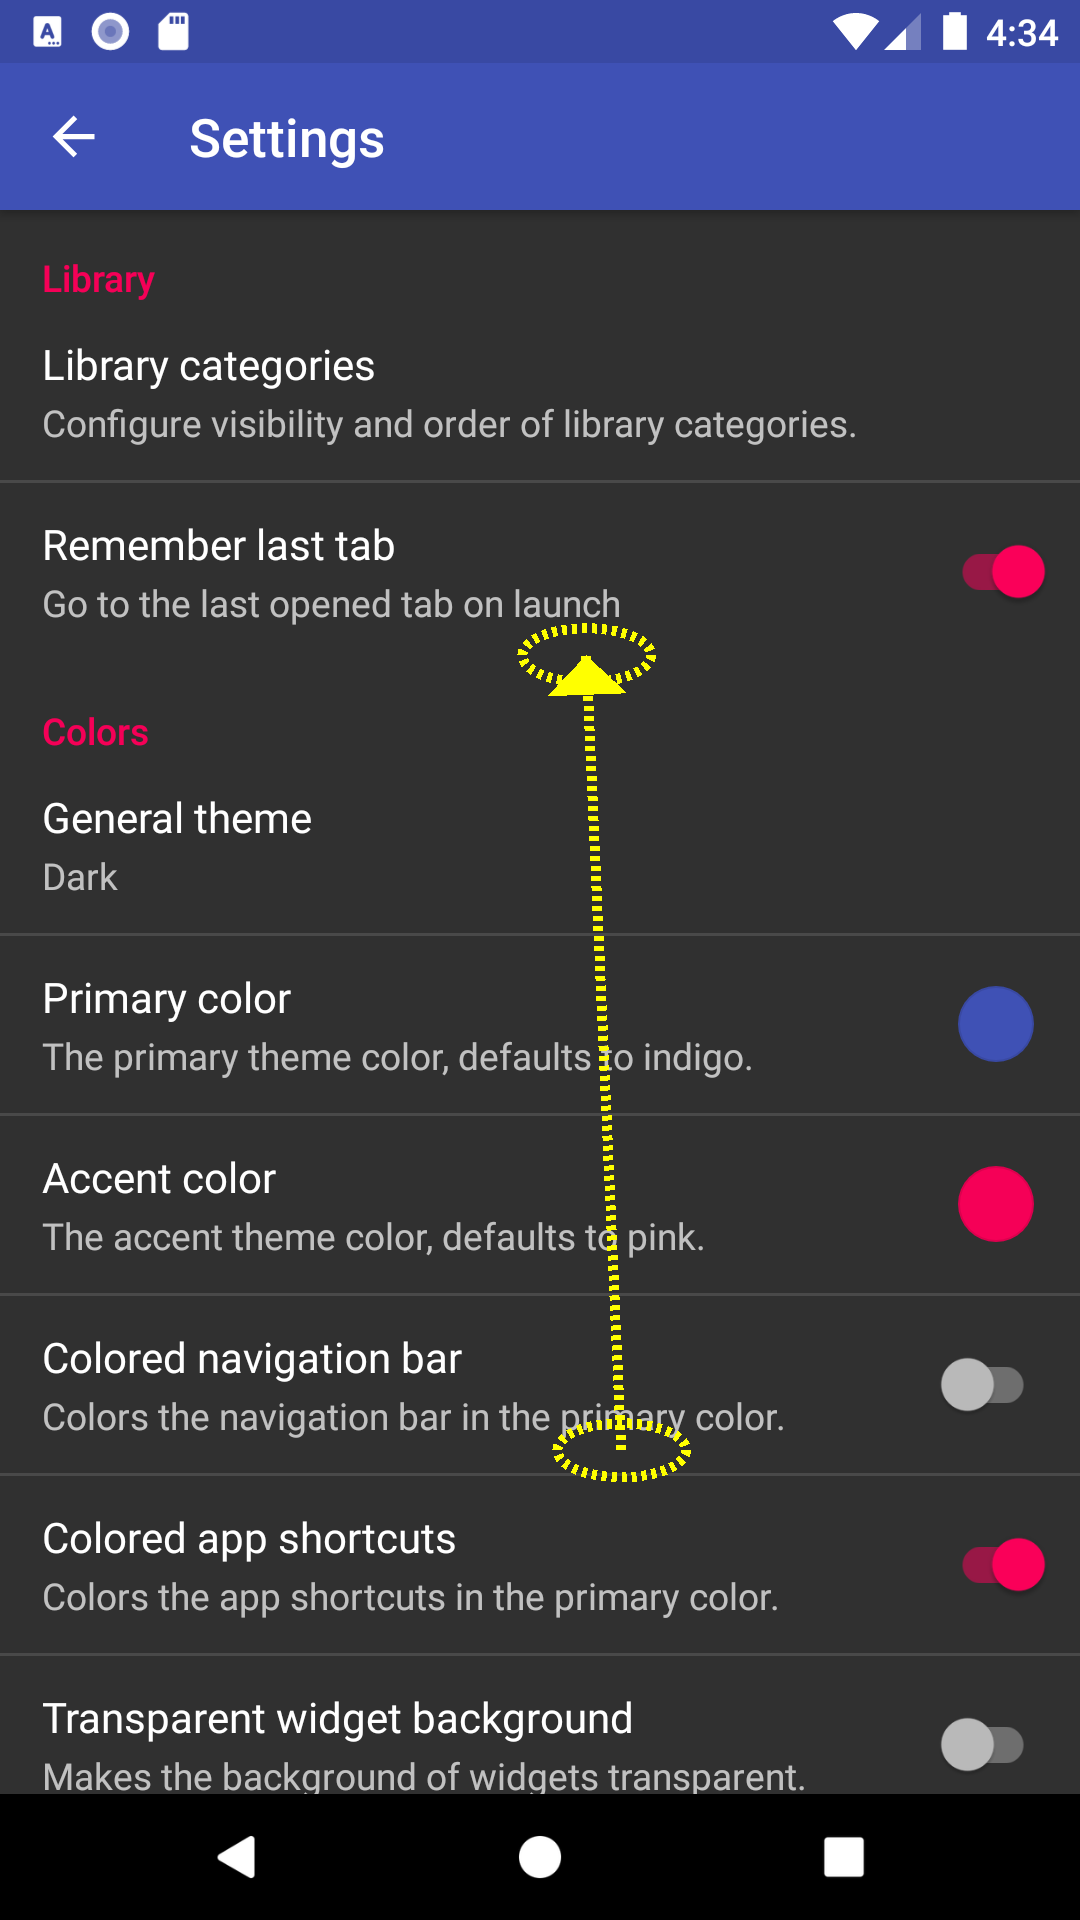 4:34
Settings
Library
Library categories
Configure visibility and order of library categories.
Remember last tab
Go to the last opened tab on launch
Colors
General theme
Dark
Primary color
The primary theme color, defaults to indigo.
Accent color
The accent theme color, defaults to pink.
Colored navigation bar
Colors the navigation bar in the primary color.
Colored app shortcuts
Colors the app shortcuts in the primary color.
Transparent widget background
Makes the background of widgets transparent.